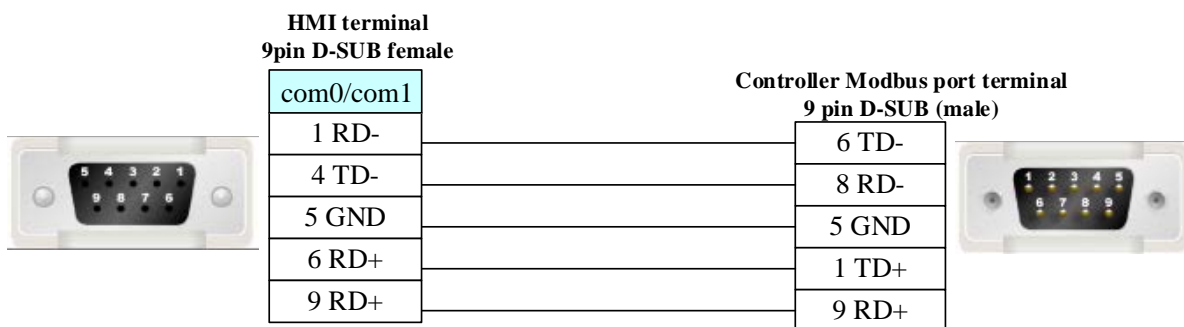 HMI terminal
9pin D-SUB female
com0/com1
1 RD-
4 TD-
5 GND
6 RD+
9 RD+
Controller Modbus port terminal
9 pin D-SUB (male)
6 TD-
8 RD-
5 GND
1 TD+
9 RD+
5 4 3 2 1
9 8 7 6
1 2 3 4 5
6 7 8 9